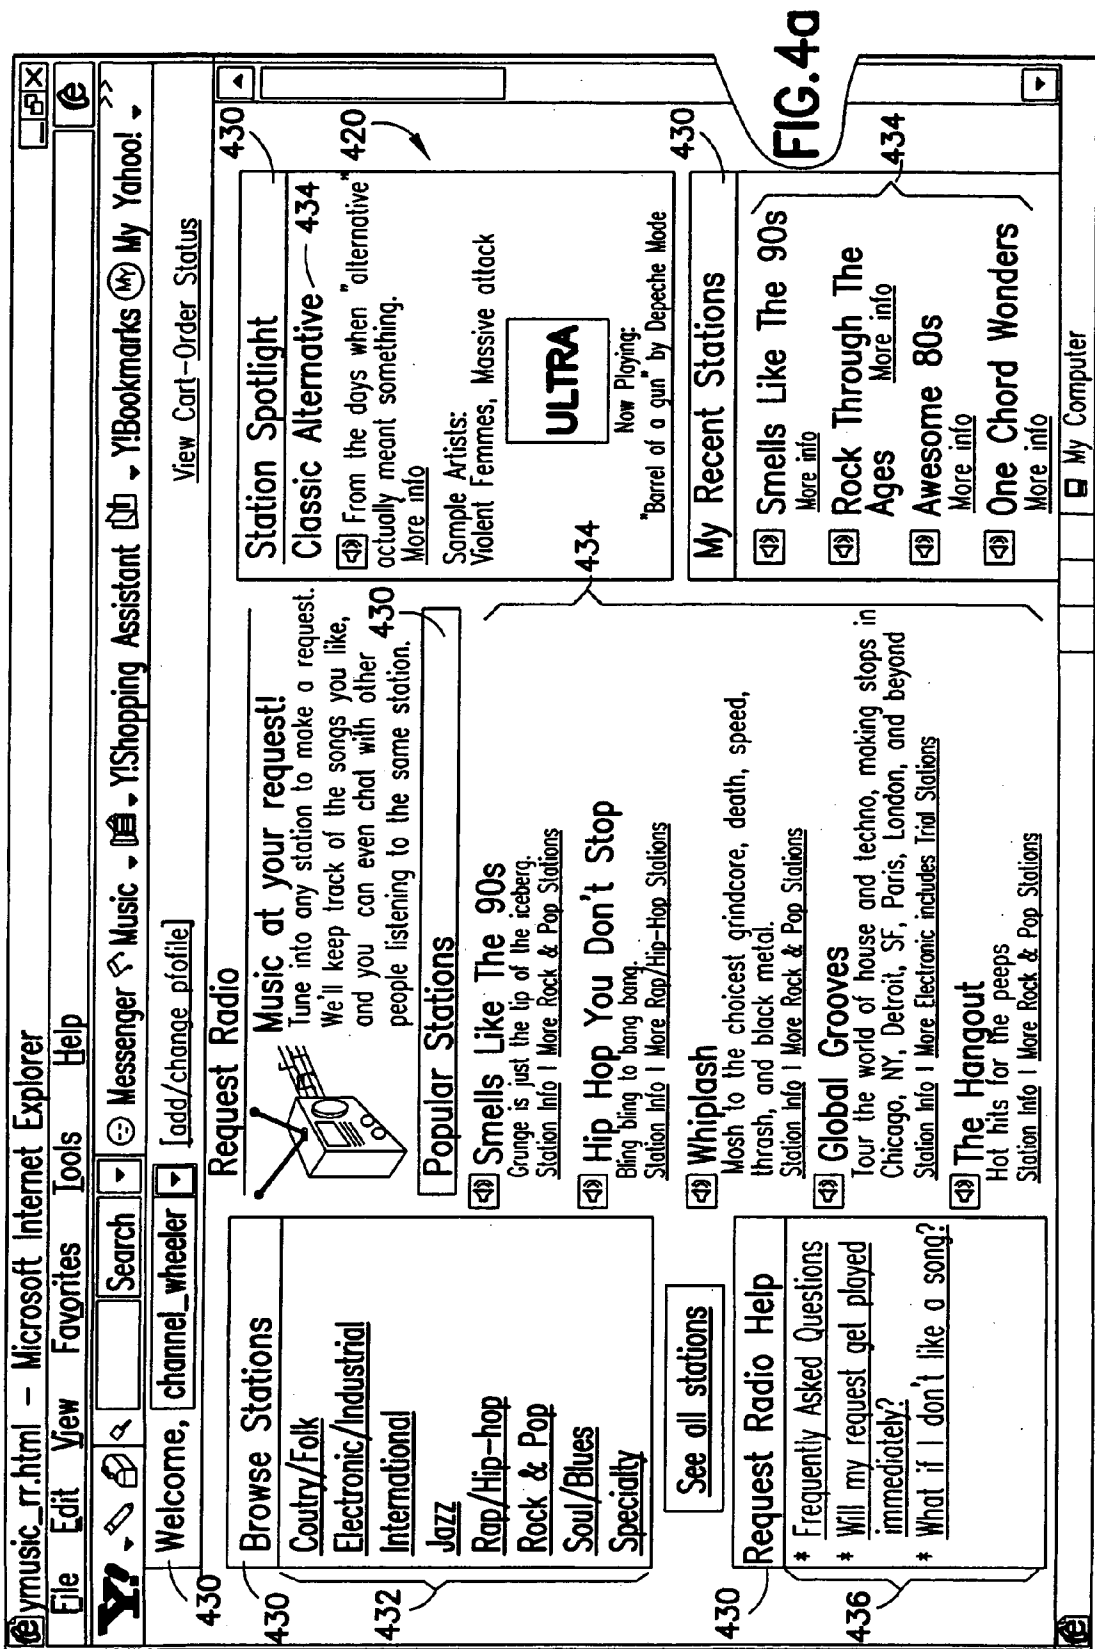 ymusic_rr.html – Microsoft Internet Explorer
File Edit View Favorites Tools Help
Y! Search Messenger Music Y!Shopping Assistant Y!Bookmarks My My Yahoo! >>
430 Welcome, channel_wheeler [add/change pfofile] View Cart-Order Status
430
Browse Stations
432
Coutry/Folk
Electronic/Industrial
International
Jazz
Rap/Hip-hop
Rock & Pop
Soul/Blues
Specialty
See all stations
430
Request Radio Help
436
* Frequently Asked Questions
* Will my request get played
immediately?
* What if I don't like a song?
Request Radio
Music at your request!
Tune into any station to make a request.
We'll keep track of the songs you like,
and you can even chat with other
people listening to the same station.
430
Popular Stations
434
Smells Like The 90s
Grunge is just the tip of the iceberg.
Station Info | More Rock & Pop Stations
Hip Hop You Don't Stop
Bling bling to bang bang.
Station Info | More Rap/Hip-Hop Stations
Whiplash
Mosh to the choicest grindcore, death, speed,
thrash, and black metal.
Station Info | More Rock & Pop Stations
Global Grooves
Tour the world of house and techno, making stops in
Chicago, NY, Detroit, SF, Paris, London, and beyond
Station Info | More Electronic includes Trial Stations
The Hangout
Hot hits for the peeps
Station Info | More Rock & Pop Stations
430
420
Station Spotlight
Classic Alternative 434
From the days when "alternative"
actually meant something.
More info
Sample Artists:
Violent Femmes, Massive attack
ULTRA
Now Playing:
"Barrel of a gun" by Depeche Mode
430
My Recent Stations
434
Smells Like The 90s
More info
Rock Through The
Ages More info
Awesome 80s
More info
One Chord Wonders
More info
My Computer
FIG.4a